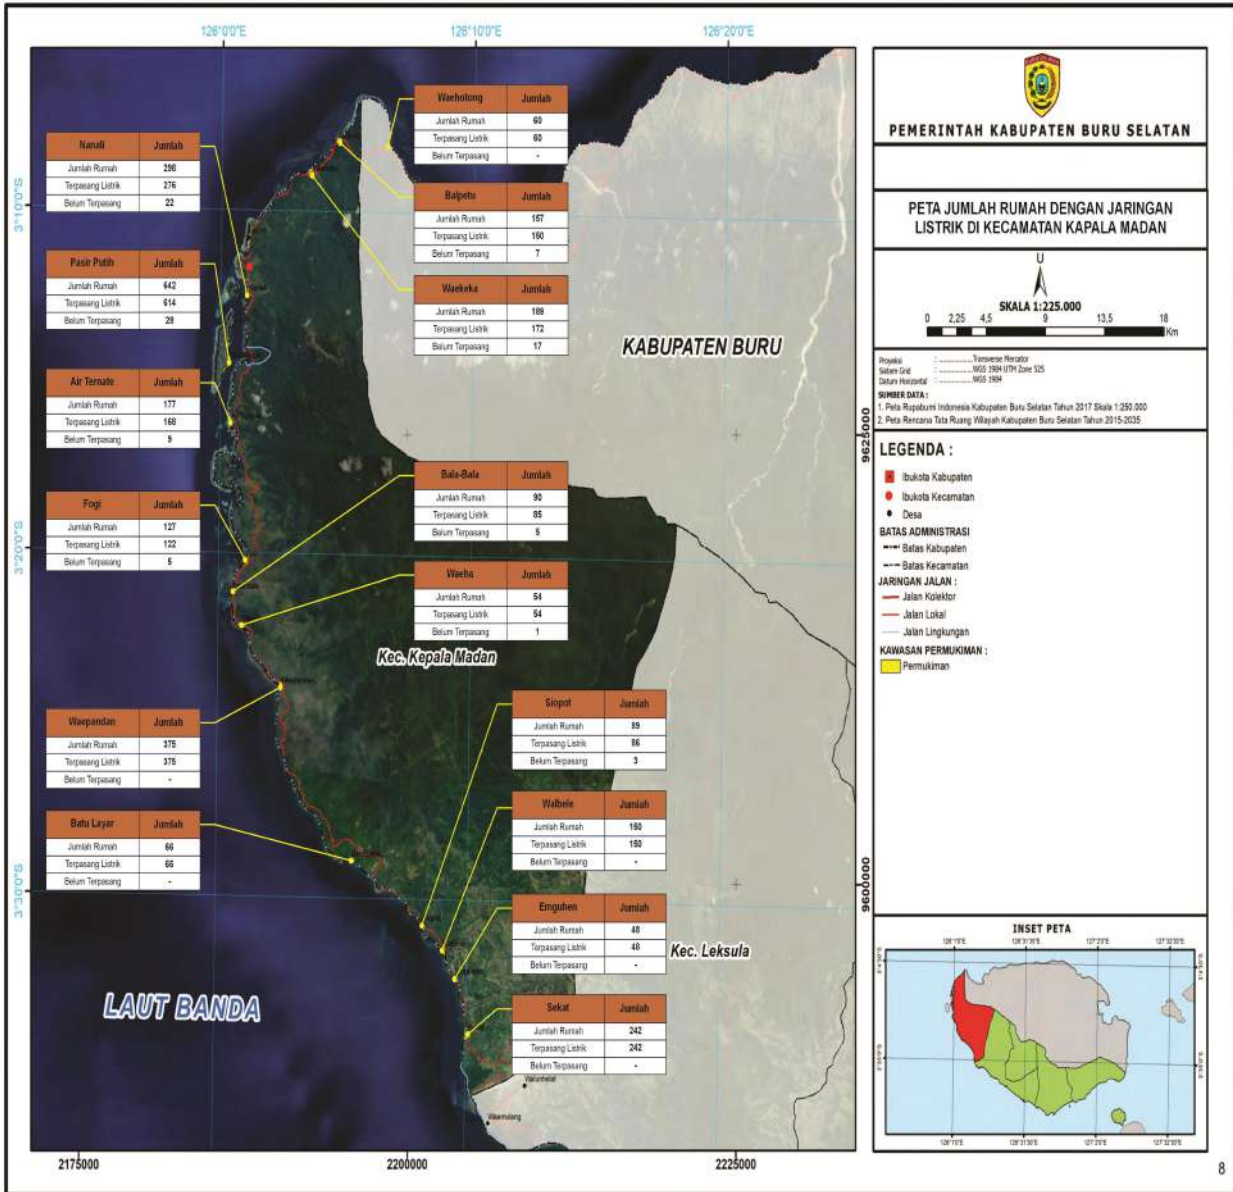 126°0'0"E 126°10'0"E 126°20'0"E
3°10'0"S
3°20'0"S
3°30'0"S
9625000
9600000
2175000 2200000 2225000
Waehotong Jumlah
Jumlah Rumah 60
Terpasang Listrik 60
Belum Terpasang -
Nanali Jumlah
Jumlah Rumah 298
Terpasang Listrik 276
Belum Terpasang 22
Balpetu Jumlah
Jumlah Rumah 157
Terpasang Listrik 150
Belum Terpasang 7
Pasir Putih Jumlah
Jumlah Rumah 642
Terpasang Listrik 614
Belum Terpasang 28
Waekeka Jumlah
Jumlah Rumah 189
Terpasang Listrik 172
Belum Terpasang 17
KABUPATEN BURU
Air Ternate Jumlah
Jumlah Rumah 177
Terpasang Listrik 168
Belum Terpasang 9
Bala-Bala Jumlah
Jumlah Rumah 90
Terpasang Listrik 85
Belum Terpasang 5
Fogi Jumlah
Jumlah Rumah 127
Terpasang Listrik 122
Belum Terpasang 5
Waeha Jumlah
Jumlah Rumah 54
Terpasang Listrik 54
Belum Terpasang 1
Kec. Kepala Madan
Waepandan Jumlah
Jumlah Rumah 375
Terpasang Listrik 375
Belum Terpasang -
Siopot Jumlah
Jumlah Rumah 89
Terpasang Listrik 86
Belum Terpasang 3
Batu Layar Jumlah
Jumlah Rumah 66
Terpasang Listrik 66
Belum Terpasang -
Walbele Jumlah
Jumlah Rumah 150
Terpasang Listrik 150
Belum Terpasang -
Emguhen Jumlah
Jumlah Rumah 48
Terpasang Listrik 48
Belum Terpasang -
Kec. Leksula
LAUT BANDA
Sekat Jumlah
Jumlah Rumah 242
Terpasang Listrik 242
Belum Terpasang -
Waemulang
PEMERINTAH KABUPATEN BURU SELATAN
PETA JUMLAH RUMAH DENGAN JARINGAN
LISTRIK DI KECAMATAN KAPALA MADAN
U
SKALA 1:225.000
0 2,25 4,5 9 13,5 18
Km
Proyeksi : Transverse Mercator
Sistem Grid : WGS 1984 UTM Zone 52S
Datum Horizontal : WGS 1984
SUMBER DATA :
1. Peta Rupabumi Indonesia Kabupaten Buru Selatan Tahun 2017 Skala 1:250.000
2. Peta Rencana Tata Ruang Wilayah Kabupaten Buru Selatan Tahun 2015-2035
LEGENDA :
Ibukota Kabupaten
Ibukota Kecamatan
Desa
BATAS ADMINISTRASI
Batas Kabupaten
Batas Kecamatan
JARINGAN JALAN :
Jalan Kolektor
Jalan Lokal
Jalan Lingkungan
KAWASAN PERMUKIMAN :
Permukiman
INSET PETA
8